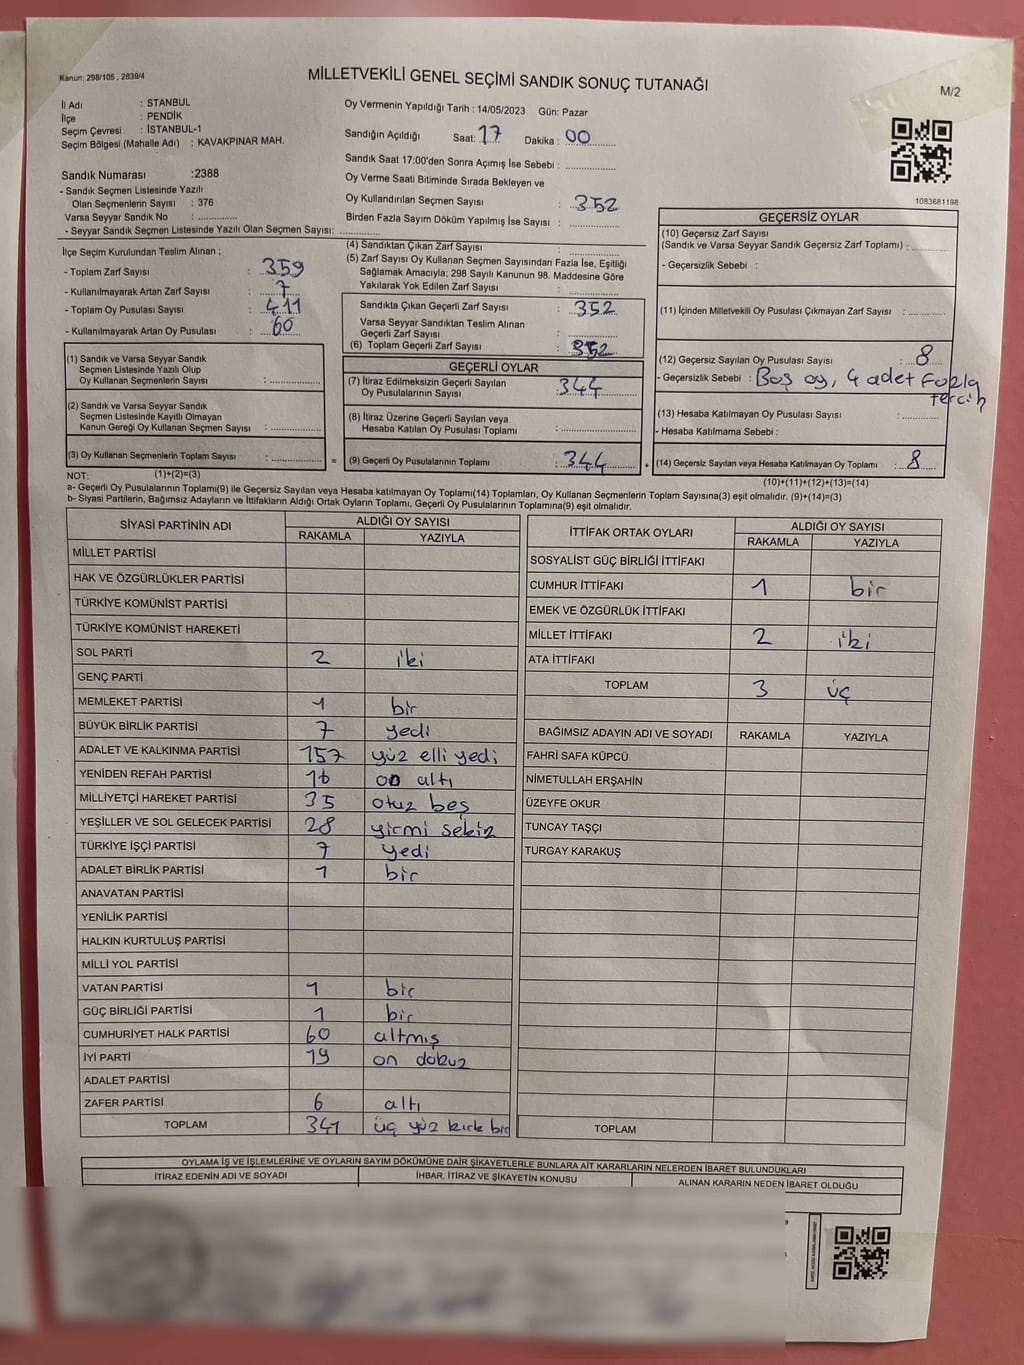 Kanun: 298/105 , 2839/4
MİLLETVEKİLİ GENEL SEÇİMİ SANDIK SONUÇ TUTANAĞI
M/2
İl Adı : STANBUL
İlçe : PENDİK
Seçim Çevresi : İSTANBUL-1
Seçim Bölgesi (Mahalle Adı) : KAVAKPINAR MAH.
Sandık Numarası :2388
- Sandık Seçmen Listesinde Yazılı
Olan Seçmenlerin Sayısı : 376
Varsa Seyyar Sandık No : ..............
- Seyyar Sandık Seçmen Listesinde Yazılı Olan Seçmen Sayısı: ..............
Oy Vermenin Yapıldığı Tarih : 14/05/2023 Gün: Pazar
Sandığın Açıldığı Saat: 17 Dakika : 00
Sandık Saat 17:00'den Sonra Açımış İse Sebebi : ..............
Oy Verme Saati Bitiminde Sırada Bekleyen ve
Oy Kullandırılan Seçmen Sayısı : 352
Birden Fazla Sayım Döküm Yapılmış İse Sayısı : ..............
1083681198
İlçe Seçim Kurulundan Teslim Alınan ;
- Toplam Zarf Sayısı : 359
- Kullanılmayarak Artan Zarf Sayısı : 7
- Toplam Oy Pusulası Sayısı : 411
- Kullanılmayarak Artan Oy Pusulası : 60
(1) Sandık ve Varsa Seyyar Sandık
Seçmen Listesinde Yazılı Olup
Oy Kullanan Seçmenlerin Sayısı : ..............
(2) Sandık ve Varsa Seyyar Sandık
Seçmen Listesinde Kayıtlı Olmayan
Kanun Gereği Oy Kullanan Seçmen Sayısı : ..............
(3) Oy Kullanan Seçmenlerin Toplam Sayısı : ..............
(1)+(2)=(3)
(4) Sandıktan Çıkan Zarf Sayısı : ..............
(5) Zarf Sayısı Oy Kullanan Seçmen Sayısından Fazla İse, Eşitliği
Sağlamak Amacıyla; 298 Sayılı Kanunun 98. Maddesine Göre
Yakılarak Yok Edilen Zarf Sayısı : ..............
Sandıkta Çıkan Geçerli Zarf Sayısı : 352
Varsa Seyyar Sandıktan Teslim Alınan
Geçerli Zarf Sayısı : ..............
(6) Toplam Geçerli Zarf Sayısı : 352
GEÇERLİ OYLAR
(7) İtiraz Edilmeksizin Geçerli Sayılan
Oy Pusulalarının Sayısı : 344
(8) İtiraz Üzerine Geçerli Sayılan veya
Hesaba Katılan Oy Pusulası Toplamı : ..............
= (9) Geçerli Oy Pusulalarının Toplamı : 344
GEÇERSİZ OYLAR
(10) Geçersiz Zarf Sayısı
(Sandık ve Varsa Seyyar Sandık Geçersiz Zarf Toplamı) : ..............
- Geçersizlik Sebebi :
(11) İçinden Milletvekili Oy Pusulası Çıkmayan Zarf Sayısı : ..............
(12) Geçersiz Sayılan Oy Pusulası Sayısı : 8
- Geçersizlik Sebebi : Boş oy, 4 adet Fazla
tercih
(13) Hesaba Katılmayan Oy Pusulası Sayısı : ..............
- Hesaba Katılmama Sebebi :
+ (14) Geçersiz Sayılan veya Hesaba Katılmayan Oy Toplamı : 8
(10)+(11)+(12)+(13)=(14)
NOT:
a- Geçerli Oy Pusulalarının Toplamı(9) ile Geçersiz Sayılan veya Hesaba katılmayan Oy Toplamı(14) Toplamları, Oy Kullanan Seçmenlerin Toplam Sayısına(3) eşit olmalıdır. (9)+(14)=(3)
b- Siyasi Partilerin, Bağımsız Adayların ve İttifakların Aldığı Ortak Oyların Toplamı, Geçerli Oy Pusulalarının Toplamına(9) eşit olmalıdır.
SİYASİ PARTİNİN ADI ALDIĞI OY SAYISI
RAKAMLA YAZIYLA
MİLLET PARTİSİ
HAK VE ÖZGÜRLÜKLER PARTİSİ
TÜRKİYE KOMÜNİST PARTİSİ
TÜRKİYE KOMÜNİST HAREKETİ
SOL PARTİ 2 iki
GENÇ PARTİ
MEMLEKET PARTİSİ 1 bir
BÜYÜK BİRLİK PARTİSİ 7 yedi
ADALET VE KALKINMA PARTİSİ 157 yüz elli yedi
YENİDEN REFAH PARTİSİ 16 on altı
MİLLİYETÇİ HAREKET PARTİSİ 35 otuz beş
YEŞİLLER VE SOL GELECEK PARTİSİ 28 yirmi sekiz
TÜRKİYE İŞÇİ PARTİSİ 7 yedi
ADALET BİRLİK PARTİSİ 1 bir
ANAVATAN PARTİSİ
YENİLİK PARTİSİ
HALKIN KURTULUŞ PARTİSİ
MİLLİ YOL PARTİSİ
VATAN PARTİSİ 1 bir
GÜÇ BİRLİĞİ PARTİSİ 1 bir
CUMHURİYET HALK PARTİSİ 60 altmış
İYİ PARTİ 19 on dokuz
ADALET PARTİSİ
ZAFER PARTİSİ 6 altı
TOPLAM 341 üç yüz kırk bir
İTTİFAK ORTAK OYLARI ALDIĞI OY SAYISI
RAKAMLA YAZIYLA
SOSYALİST GÜÇ BİRLİĞİ İTTİFAKI
CUMHUR İTTİFAKI 1 bir
EMEK VE ÖZGÜRLÜK İTTİFAKI
MİLLET İTTİFAKI 2 iki
ATA İTTİFAKI
TOPLAM 3 üç
BAĞIMSIZ ADAYIN ADI VE SOYADI RAKAMLA YAZIYLA
FAHRİ SAFA KÜPCÜ
NİMETULLAH ERŞAHİN
ÜZEYFE OKUR
TUNCAY TAŞÇI
TURGAY KARAKUŞ
TOPLAM
OYLAMA İŞ VE İŞLEMLERİNE VE OYLARIN SAYIM DÖKÜMÜNE DAİR ŞİKAYETLERLE BUNLARA AİT KARARLARIN NELERDEN İBARET BULUNDUKLARI
İTİRAZ EDENİN ADI VE SOYADI İHBAR, İTİRAZ VE ŞİKAYETİN KONUSU ALINAN KARARIN NEDEN İBARET OLDUĞU